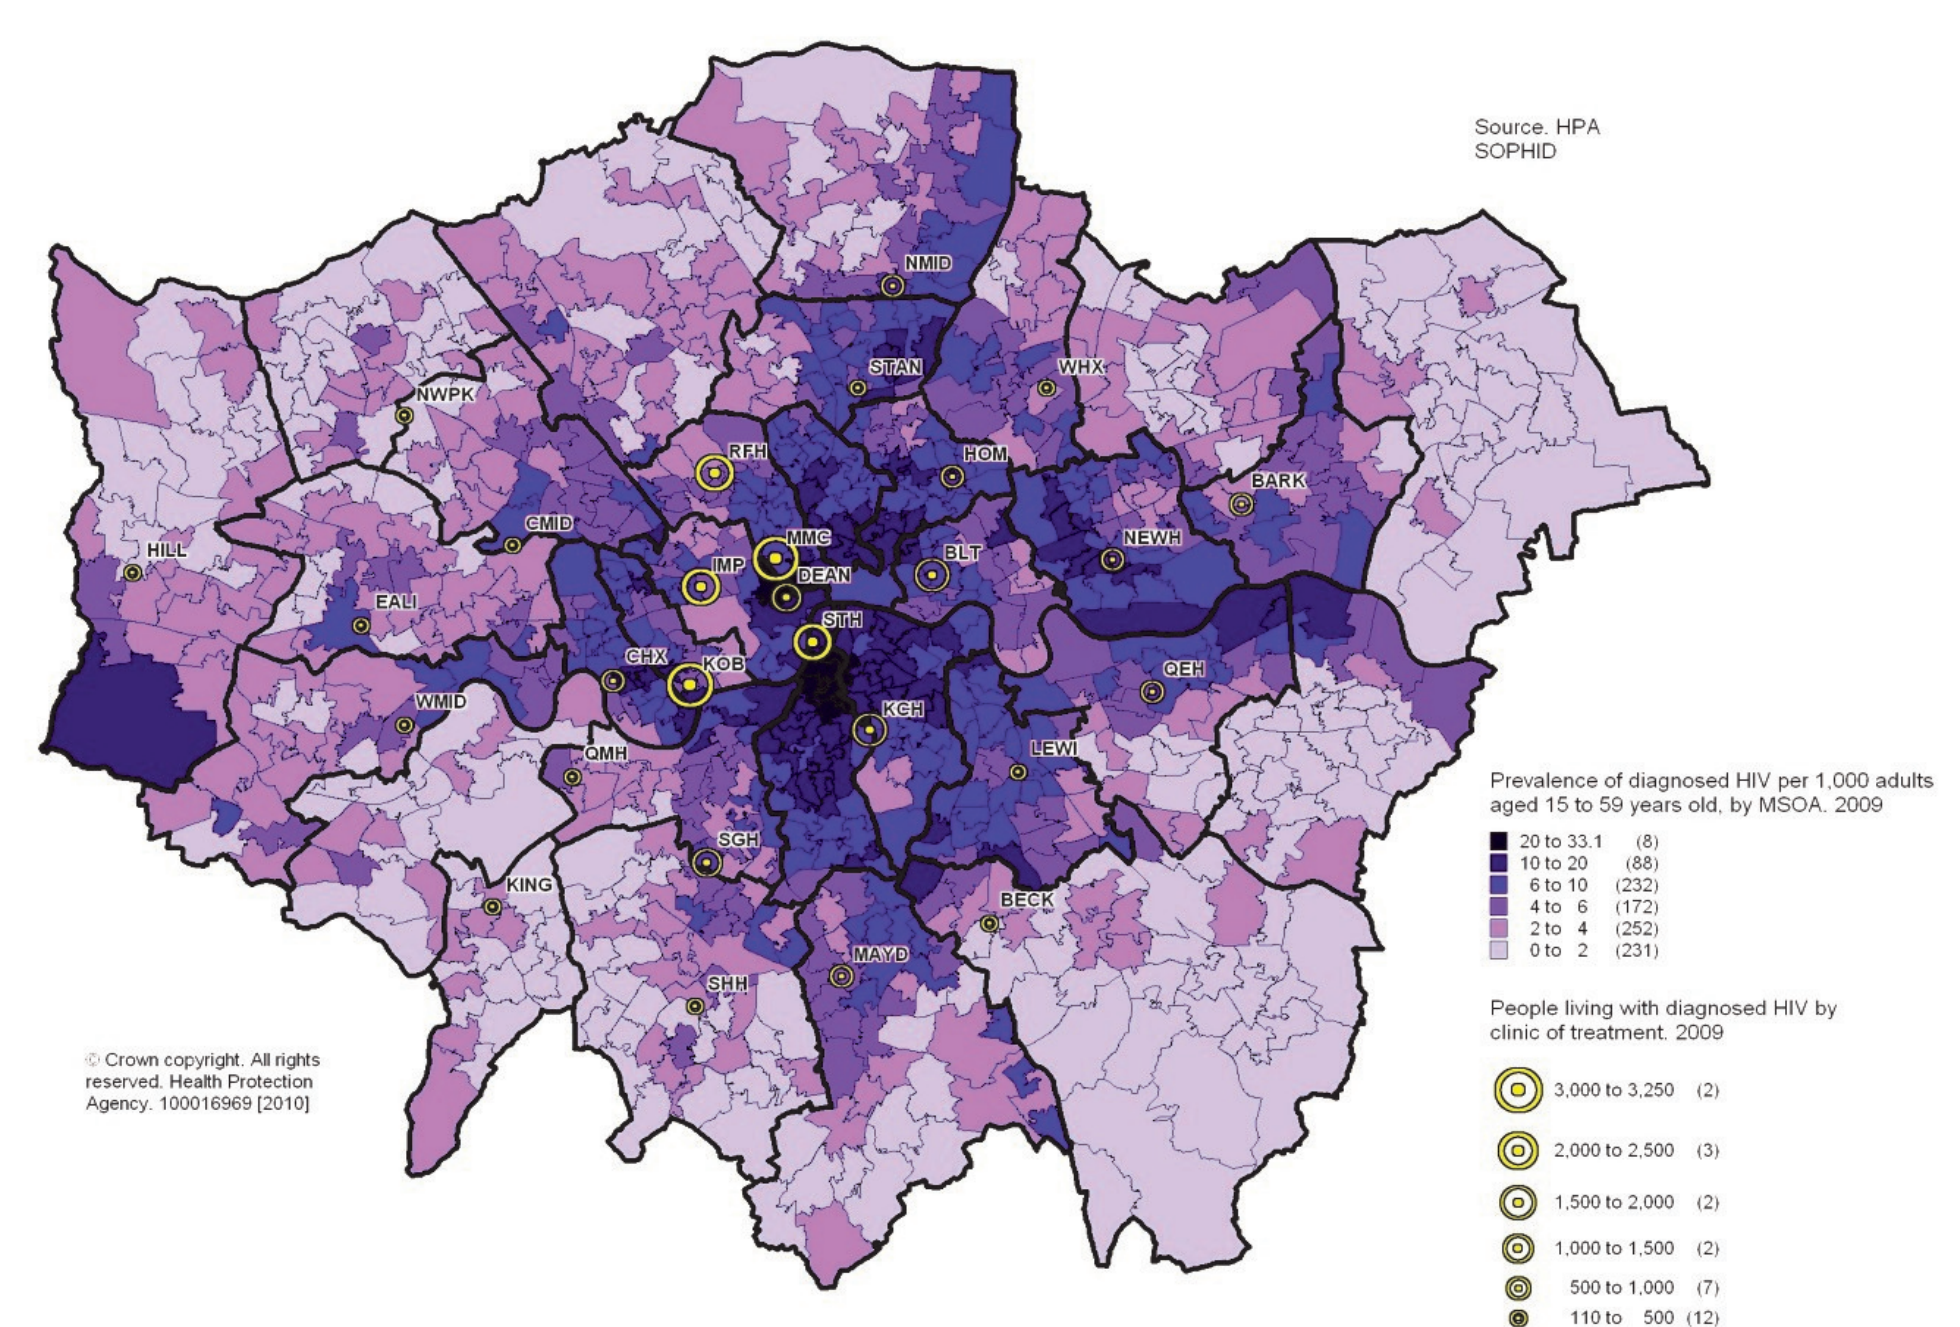 Source. HPA
SOPHID
NMID
STAN
WHX
NWPK
RFH
HOM
BARK
CMID
MMC
NEWH
HILL
BLT
IMP
DEAN
EALI
STH
CHX
KOB
QEH
WMID
KCH
QMH
LEWI
SGH
KING
BECK
MAYD
SHH
Prevalence of diagnosed HIV per 1,000 adults
aged 15 to 59 years old, by MSOA. 2009
20 to 33.1 (8)
10 to 20 (88)
6 to 10 (232)
4 to 6 (172)
2 to 4 (252)
0 to 2 (231)
People living with diagnosed HIV by
clinic of treatment. 2009
3,000 to 3,250 (2)
2,000 to 2,500 (3)
1,500 to 2,000 (2)
1,000 to 1,500 (2)
500 to 1,000 (7)
110 to 500 (12)
© Crown copyright. All rights
reserved. Health Protection
Agency. 100016969 [2010]